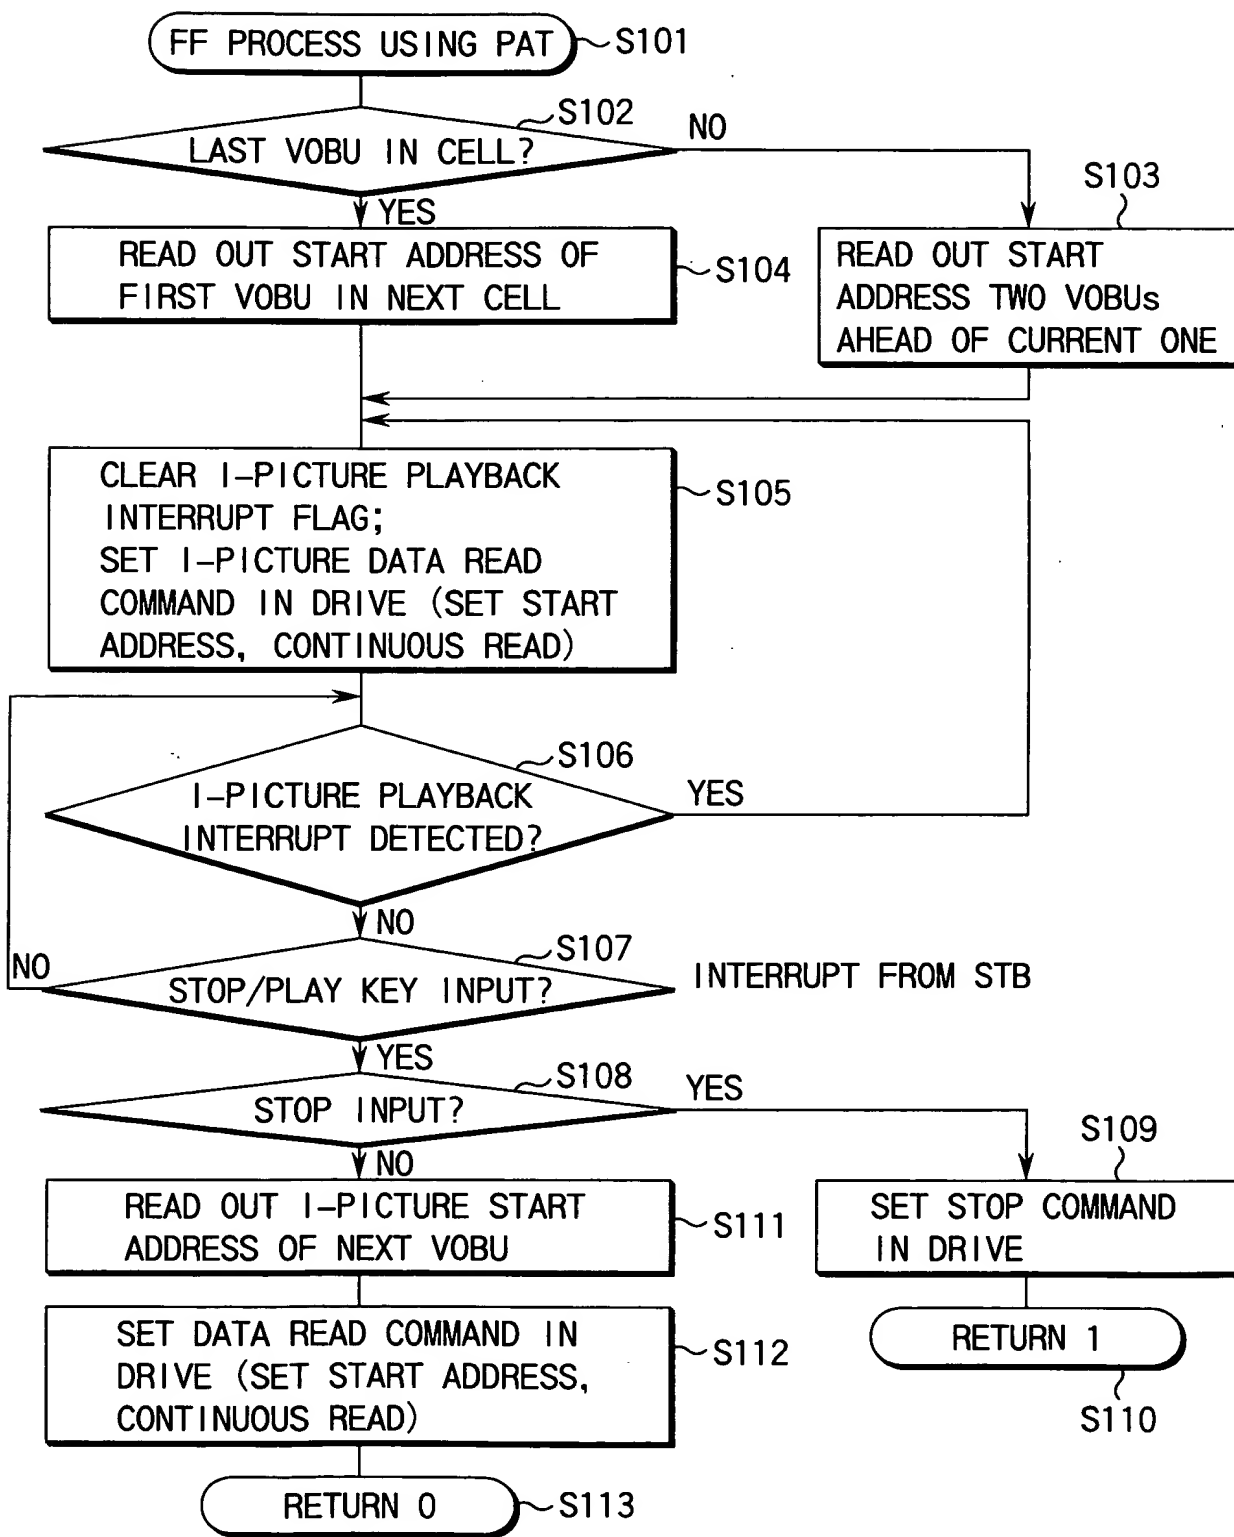 FF PROCESS USING PAT
S101
S102
LAST VOBU IN CELL?
NO
YES
S103
READ OUT START ADDRESS OF
FIRST VOBU IN NEXT CELL
S104
READ OUT START
ADDRESS TWO VOBUs
AHEAD OF CURRENT ONE
CLEAR I-PICTURE PLAYBACK
INTERRUPT FLAG;
SET I-PICTURE DATA READ
COMMAND IN DRIVE (SET START
ADDRESS, CONTINUOUS READ)
S105
S106
I-PICTURE PLAYBACK
INTERRUPT DETECTED?
YES
NO
S107
NO
STOP/PLAY KEY INPUT?
INTERRUPT FROM STB
YES
S108
STOP INPUT?
YES
NO
S109
READ OUT I-PICTURE START
ADDRESS OF NEXT VOBU
S111
SET STOP COMMAND
IN DRIVE
SET DATA READ COMMAND IN
DRIVE (SET START ADDRESS,
CONTINUOUS READ)
S112
RETURN 1
S110
RETURN 0
S113